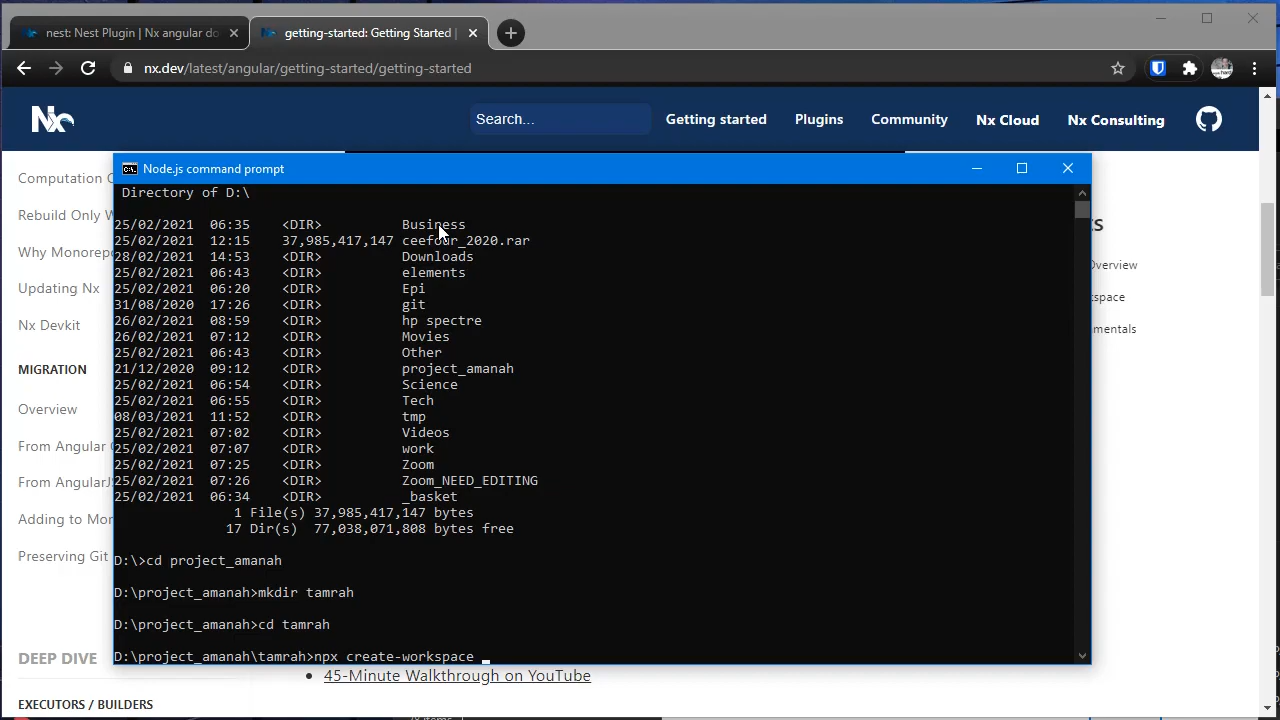 nest: Nest Plugin | Nx angular do
getting-started: Getting Started |
nx.dev/latest/angular/getting-started/getting-started
Nx
Search...
Getting started
Plugins
Community
Nx Cloud
Nx Consulting
Computation
Rebuild Only
Why Monorep
Updating Nx
Nx Devkit
MIGRATION
Overview
From Angular
From Angular
Adding to Mo
Preserving Git
DEEP DIVE
EXECUTORS / BUILDERS
Node.js command prompt
Directory of D:\
25/02/2021 06:35 <DIR> Business
25/02/2021 12:15 37,985,417,147 ceefour_2020.rar
28/02/2021 14:53 <DIR> Downloads
25/02/2021 06:43 <DIR> elements
25/02/2021 06:20 <DIR> Epi
31/08/2020 17:26 <DIR> git
26/02/2021 08:59 <DIR> hp spectre
26/02/2021 07:12 <DIR> Movies
25/02/2021 06:43 <DIR> Other
21/12/2020 09:12 <DIR> project_amanah
25/02/2021 06:54 <DIR> Science
25/02/2021 06:55 <DIR> Tech
08/03/2021 11:52 <DIR> tmp
25/02/2021 07:02 <DIR> Videos
25/02/2021 07:07 <DIR> work
25/02/2021 07:25 <DIR> Zoom
25/02/2021 07:26 <DIR> Zoom_NEED_EDITING
25/02/2021 06:34 <DIR> _basket
1 File(s) 37,985,417,147 bytes
17 Dir(s) 77,038,071,808 bytes free
D:\>cd project_amanah
D:\project_amanah>mkdir tamrah
D:\project_amanah>cd tamrah
D:\project_amanah\tamrah>npx create-workspace _
Overview
space
mentals
45-Minute Walkthrough on YouTube